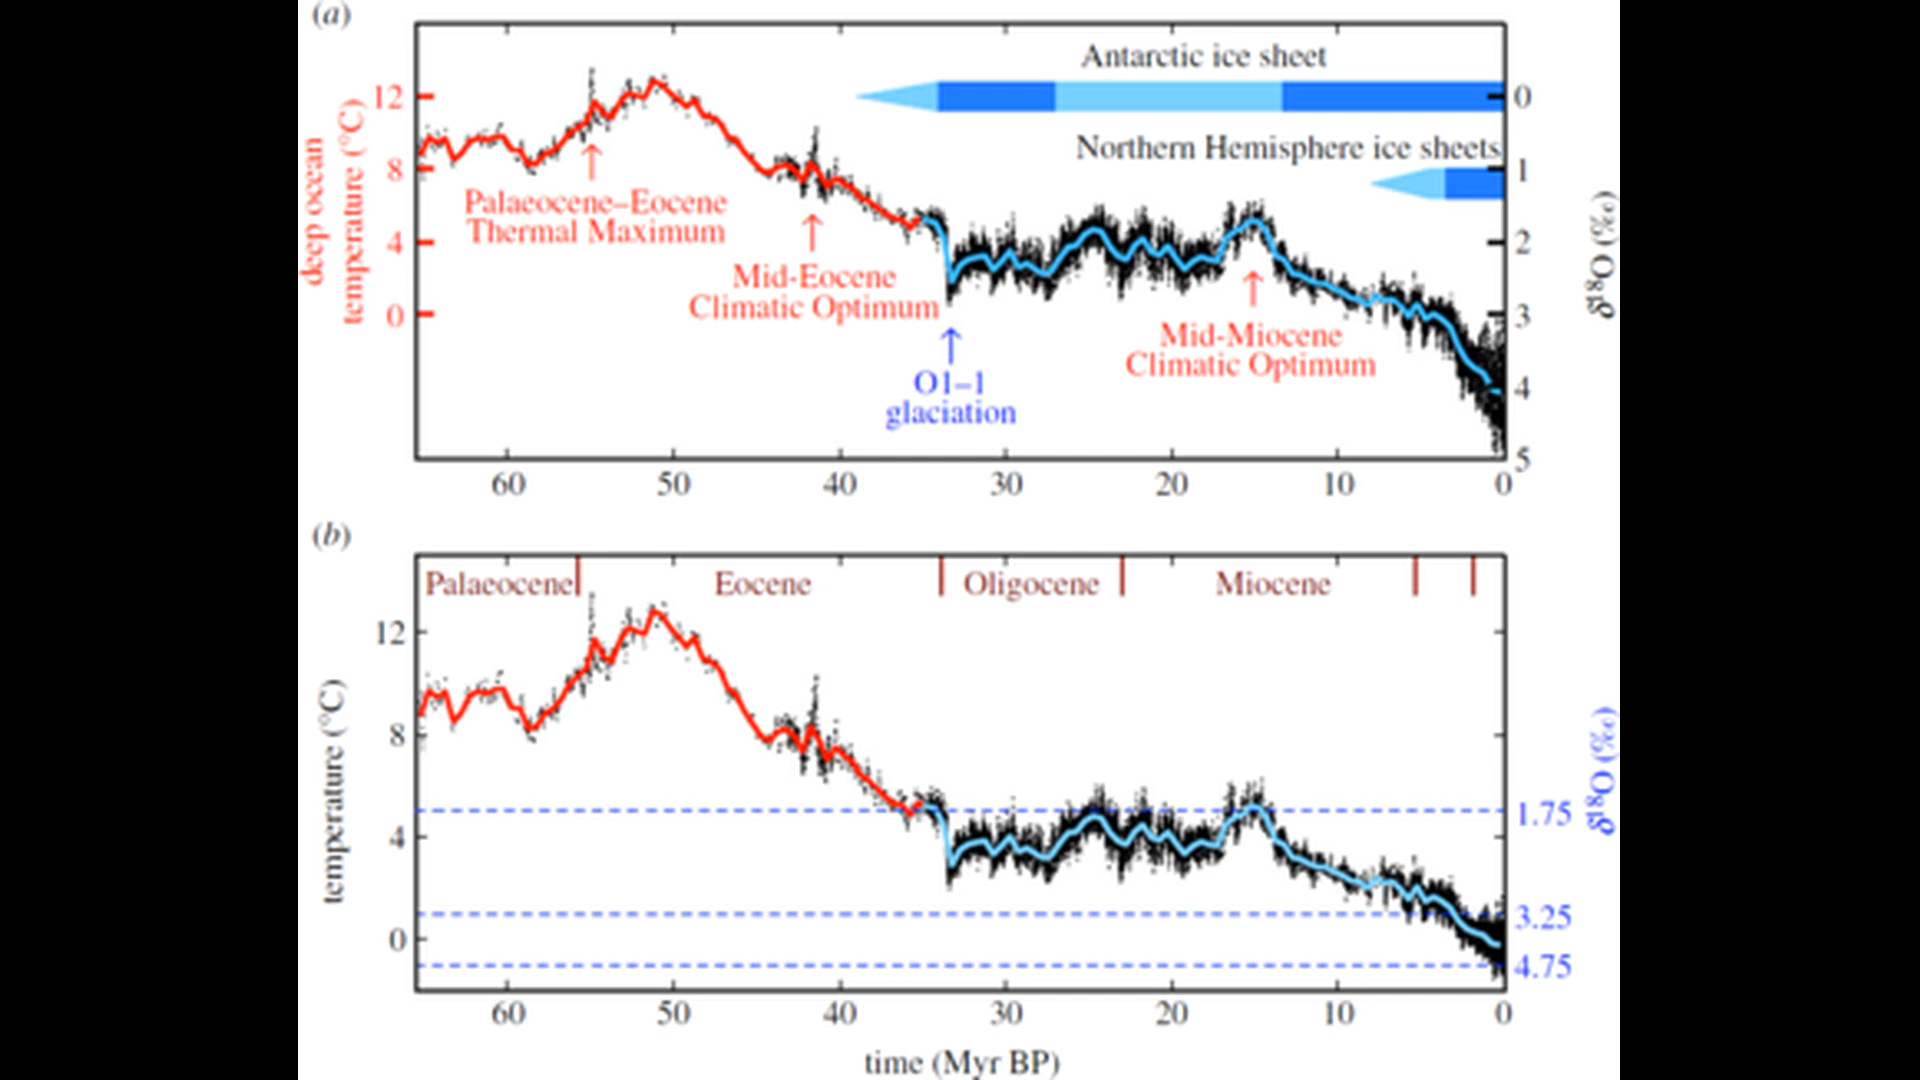 (a)
Antarctic ice sheet
12
0
Northern Hemisphere ice sheets
8
1
Palaeocene–Eocene
Thermal Maximum
deep ocean
temperature (°C)
4
2
δ¹⁸O (‰)
Mid-Eocene
Climatic Optimum
0
3
Mid-Miocene
Climatic Optimum
O1–1
glaciation
4
5
60 50 40 30 20 10 0
(b)
Palaeocene Eocene Oligocene Miocene
12
8
temperature (°C)
δ¹⁸O (‰)
1.75
4
3.25
0
4.75
60 50 40 30 20 10 0
time (Myr BP)